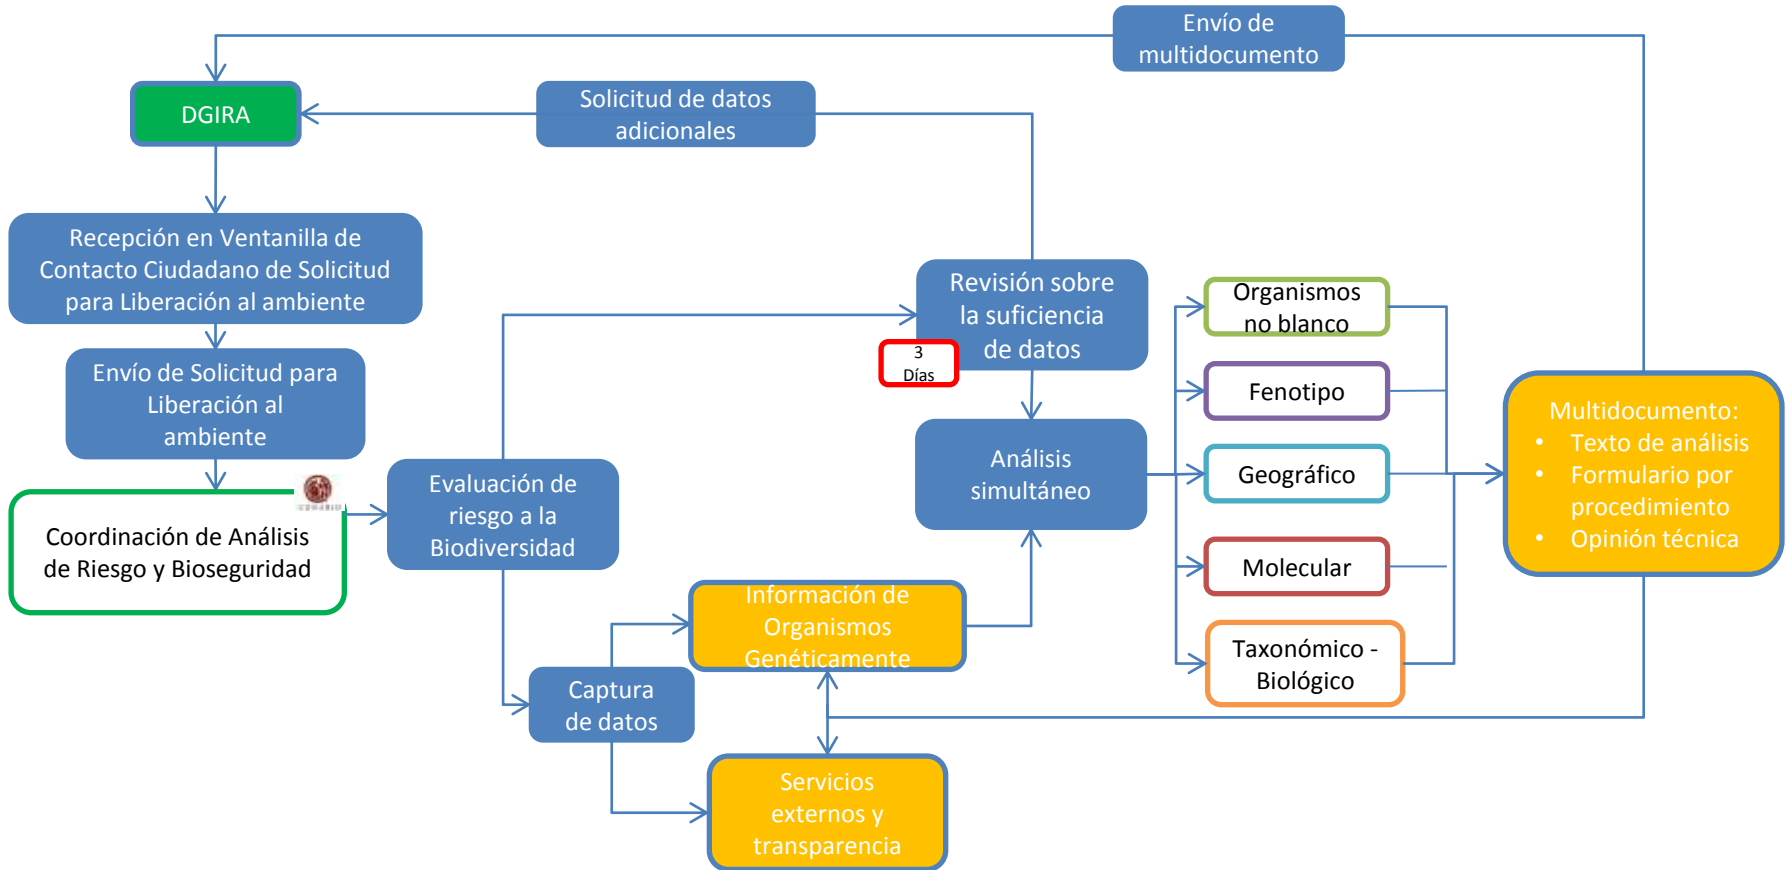 Envío de
multidocumento
Solicitud de datos
adicionales
DGIRA
Recepción en Ventanilla de
Contacto Ciudadano de Solicitud
para Liberación al ambiente
Envío de Solicitud para
Liberación al
ambiente
Coordinación de Análisis
de Riesgo y Bioseguridad
Evaluación de
riesgo a la
Biodiversidad
Revisión sobre
la suficiencia
de datos
3
Días
Análisis
simultáneo
Información de
Organismos
Genéticamente
Captura
de datos
Servicios
externos y
transparencia
Organismos
no blanco
Fenotipo
Geográfico
Molecular
Taxonómico -
Biológico
Multidocumento:
• Texto de análisis
• Formulario por
procedimiento
• Opinión técnica